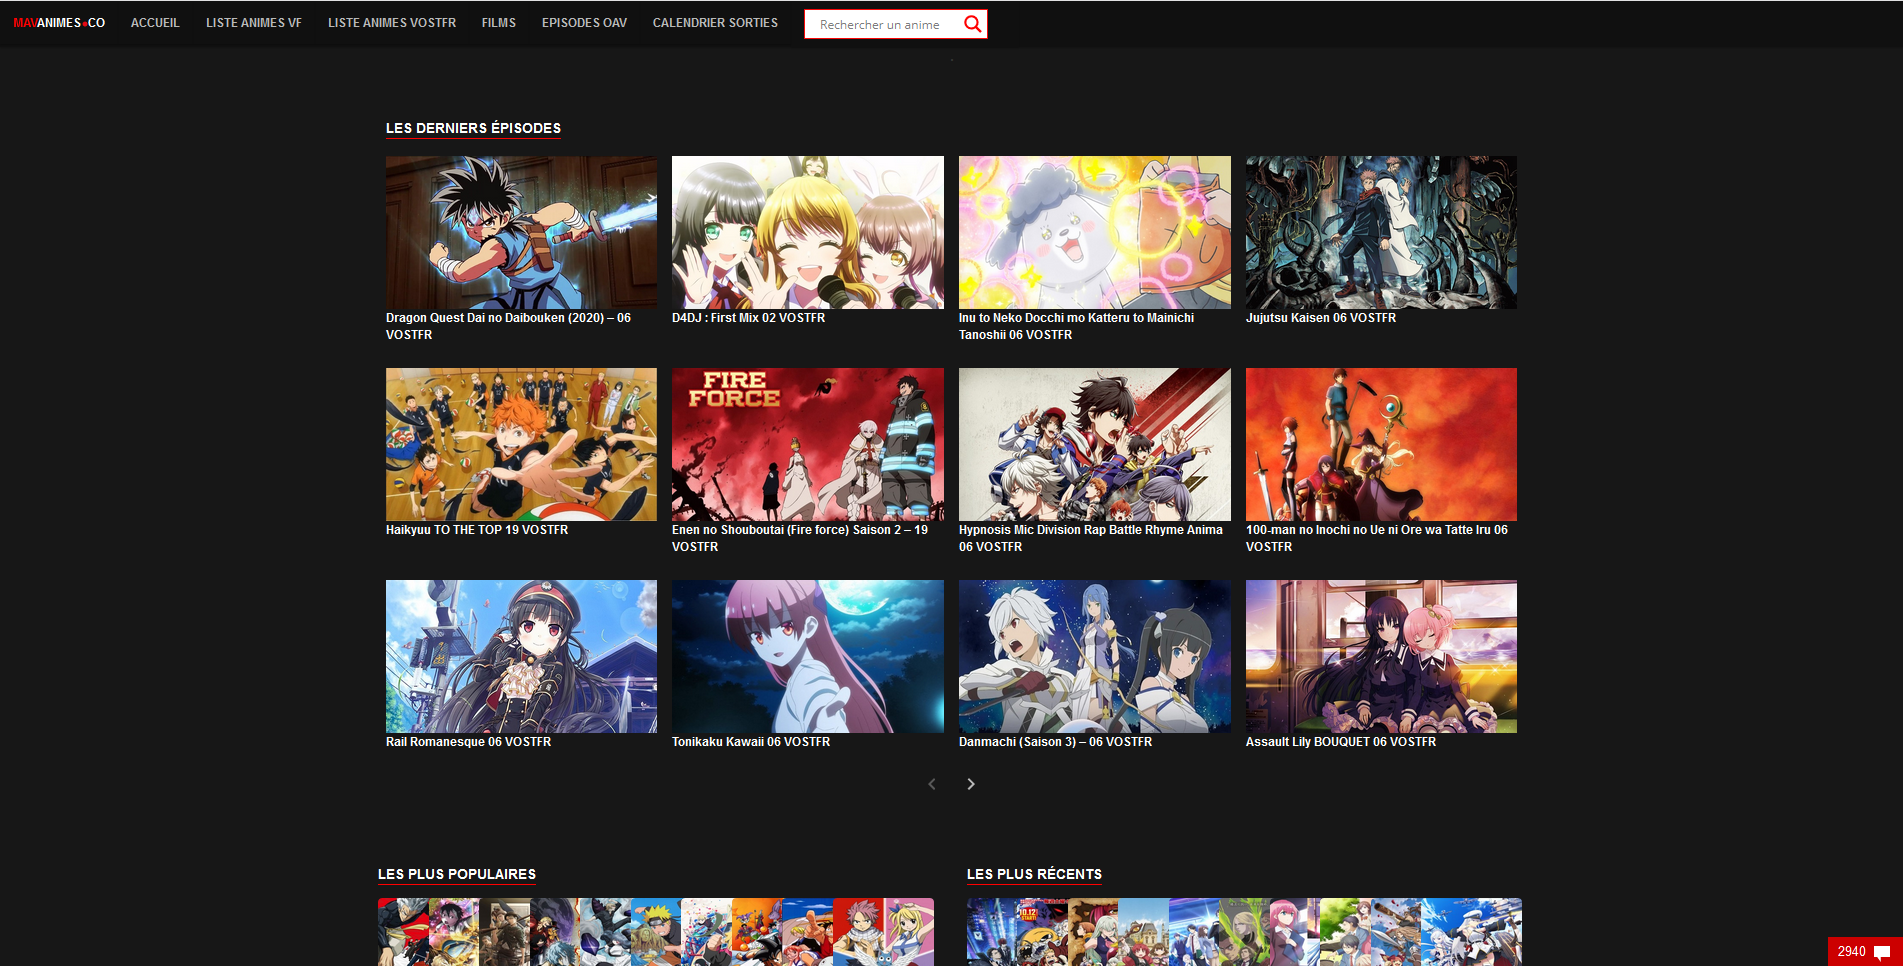 MAVANIMES•CO ACCUEIL LISTE ANIMES VF LISTE ANIMES VOSTFR FILMS EPISODES OAV CALENDRIER SORTIES Rechercher un anime
LES DERNIERS ÉPISODES
Dragon Quest Dai no Daibouken (2020) – 06
VOSTFR
D4DJ : First Mix 02 VOSTFR
Inu to Neko Docchi mo Katteru to Mainichi
Tanoshii 06 VOSTFR
Jujutsu Kaisen 06 VOSTFR
FIRE
FORCE
Haikyuu TO THE TOP 19 VOSTFR
Enen no Shouboutai (Fire force) Saison 2 – 19
VOSTFR
Hypnosis Mic Division Rap Battle Rhyme Anima
06 VOSTFR
100-man no Inochi no Ue ni Ore wa Tatte Iru 06
VOSTFR
Rail Romanesque 06 VOSTFR
Tonikaku Kawaii 06 VOSTFR
Danmachi (Saison 3) – 06 VOSTFR
Assault Lily BOUQUET 06 VOSTFR
LES PLUS POPULAIRES
LES PLUS RÉCENTS
10.12
2940